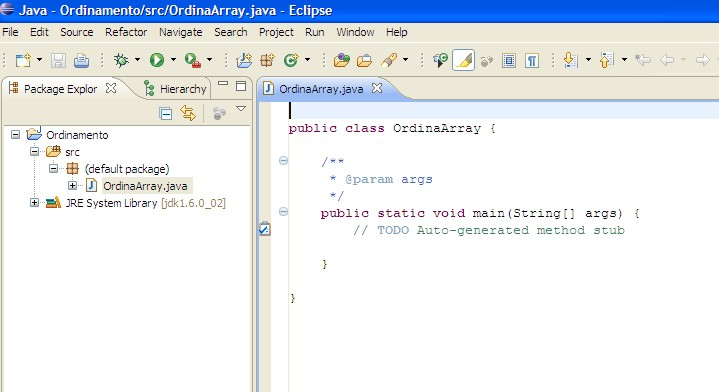 Java - Ordinamento/src/OrdinaArray.java - Eclipse
File Edit Source Refactor Navigate Search Project Run Window Help
Package Explor Hierarchy
OrdinaArray.java
Ordinamento
src
(default package)
OrdinaArray.java
JRE System Library [jdk1.6.0_02]
public class OrdinaArray {
/**
* @param args
*/
public static void main(String[] args) {
// TODO Auto-generated method stub
}
}